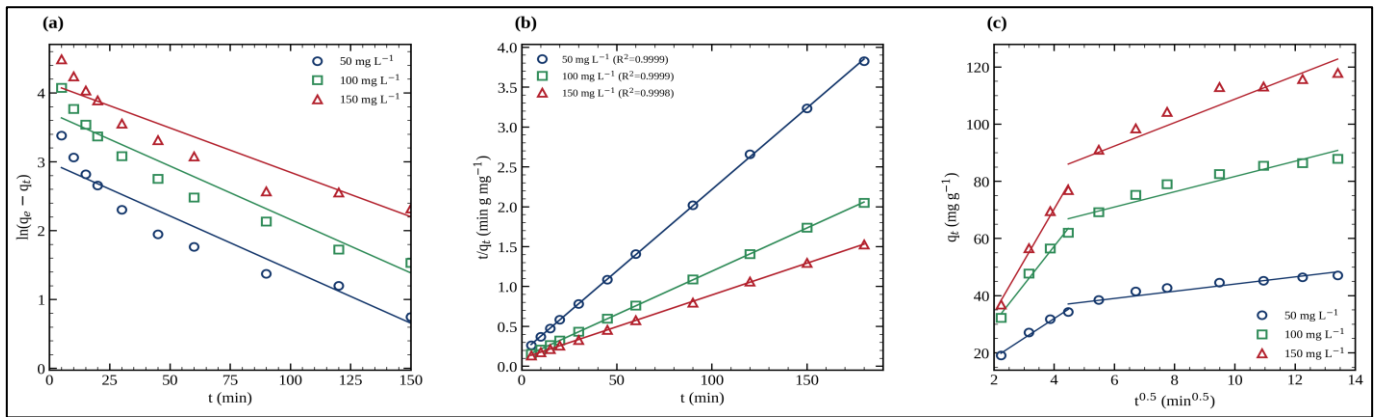 (a)
50 mg L⁻¹
100 mg L⁻¹
150 mg L⁻¹
4
3
2
1
0
ln(qₑ − qₜ)
0 25 50 75 100 125 150
t (min)
(b)
50 mg L⁻¹ (R²=0.9999)
100 mg L⁻¹ (R²=0.9999)
150 mg L⁻¹ (R²=0.9998)
4.0
3.5
3.0
2.5
2.0
1.5
1.0
0.5
0.0
t/qₜ (min g mg⁻¹)
0 50 100 150
t (min)
(c)
120
100
80
60
40
20
qₜ (mg g⁻¹)
50 mg L⁻¹
100 mg L⁻¹
150 mg L⁻¹
2 4 6 8 10 12 14
t⁰·⁵ (min⁰·⁵)